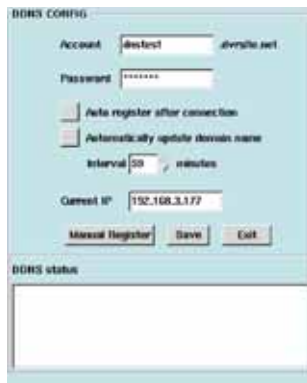 DDNS CONFIG
Account dnstest .dvrsite.net
Password *******
Auto register after connection
Automatically update domain name
Interval 59 , minutes
Current IP 192.168.3.177
Manual Register Save Exit
DDNS status